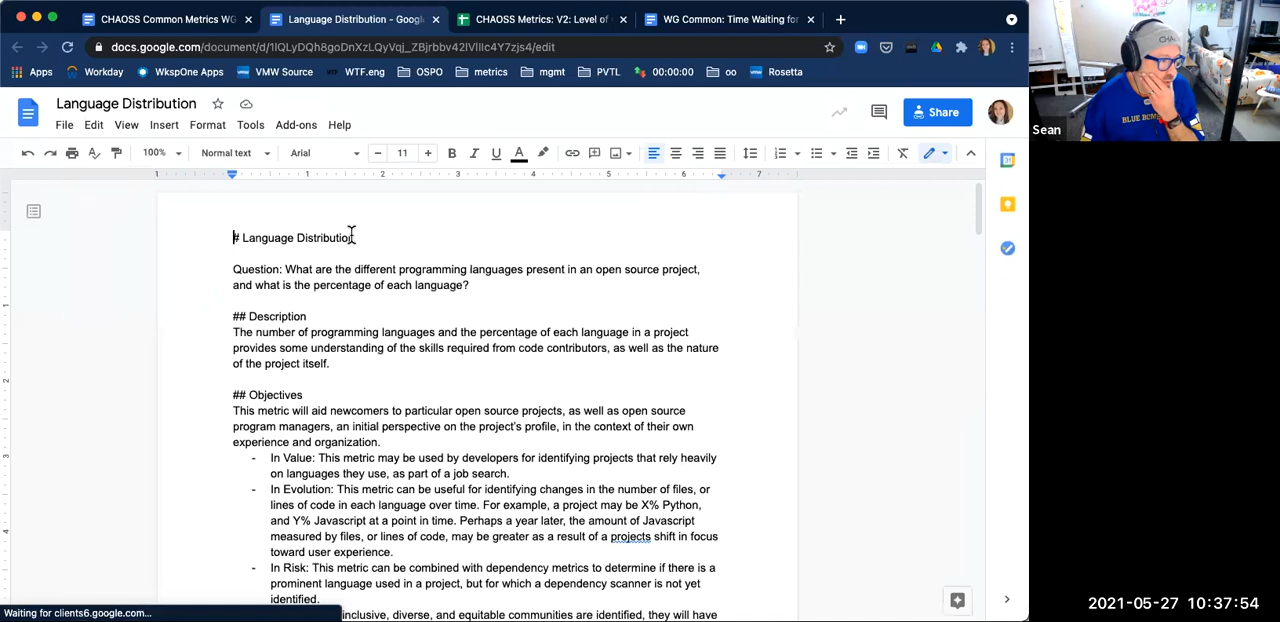 CHAOSS Common Metrics WG
Language Distribution - Google
CHAOSS Metrics: V2: Level of
WG Common: Time Waiting for
docs.google.com/document/d/1lQLyDQh8goDnXzLQyVqj_ZBjrbbv42lVlIIc4Y7zjs4/edit
Apps
Workday
WkspOne Apps
VMW Source
WTF.eng
OSPO
metrics
mgmt
PVTL
00:00:00
oo
Rosetta
Language Distribution
File Edit View Insert Format Tools Add-ons Help
Share
100%
Normal text
Arial
11
# Language Distribution
Question: What are the different programming languages present in an open source project,
and what is the percentage of each language?
## Description
The number of programming languages and the percentage of each language in a project
provides some understanding of the skills required from code contributors, as well as the nature
of the project itself.
## Objectives
This metric will aid newcomers to particular open source projects, as well as open source
program managers, an initial perspective on the project's profile, in the context of their own
experience and organization.
- In Value: This metric may be used by developers for identifying projects that rely heavily
on languages they use, as part of a job search.
- In Evolution: This metric can be useful for identifying changes in the number of files, or
lines of code in each language over time. For example, a project may be X% Python,
and Y% Javascript at a point in time. Perhaps a year later, the amount of Javascript
measured by files, or lines of code, may be greater as a result of a projects shift in focus
toward user experience.
- In Risk: This metric can be combined with dependency metrics to determine if there is a
prominent language used in a project, but for which a dependency scanner is not yet
identified.
inclusive, diverse, and equitable communities are identified, they will have
Waiting for clients6.google.com...
Sean
CHA
BLUE BOMB
2021-05-27 10:37:54